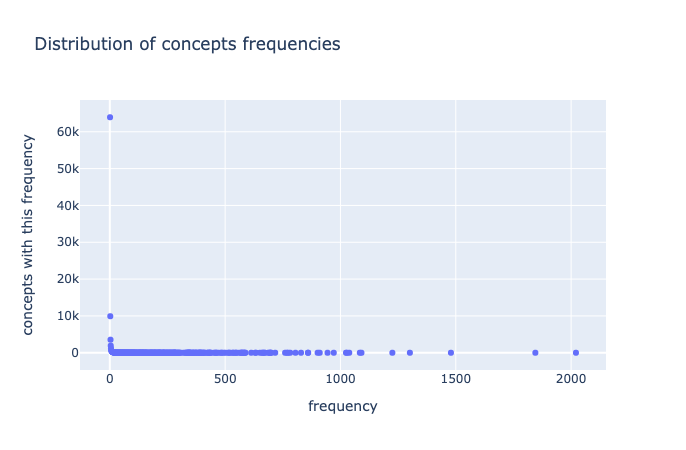 Distribution of concepts frequencies
concepts with this frequency
60k
50k
40k
30k
20k
10k
0
0 500 1000 1500 2000
frequency